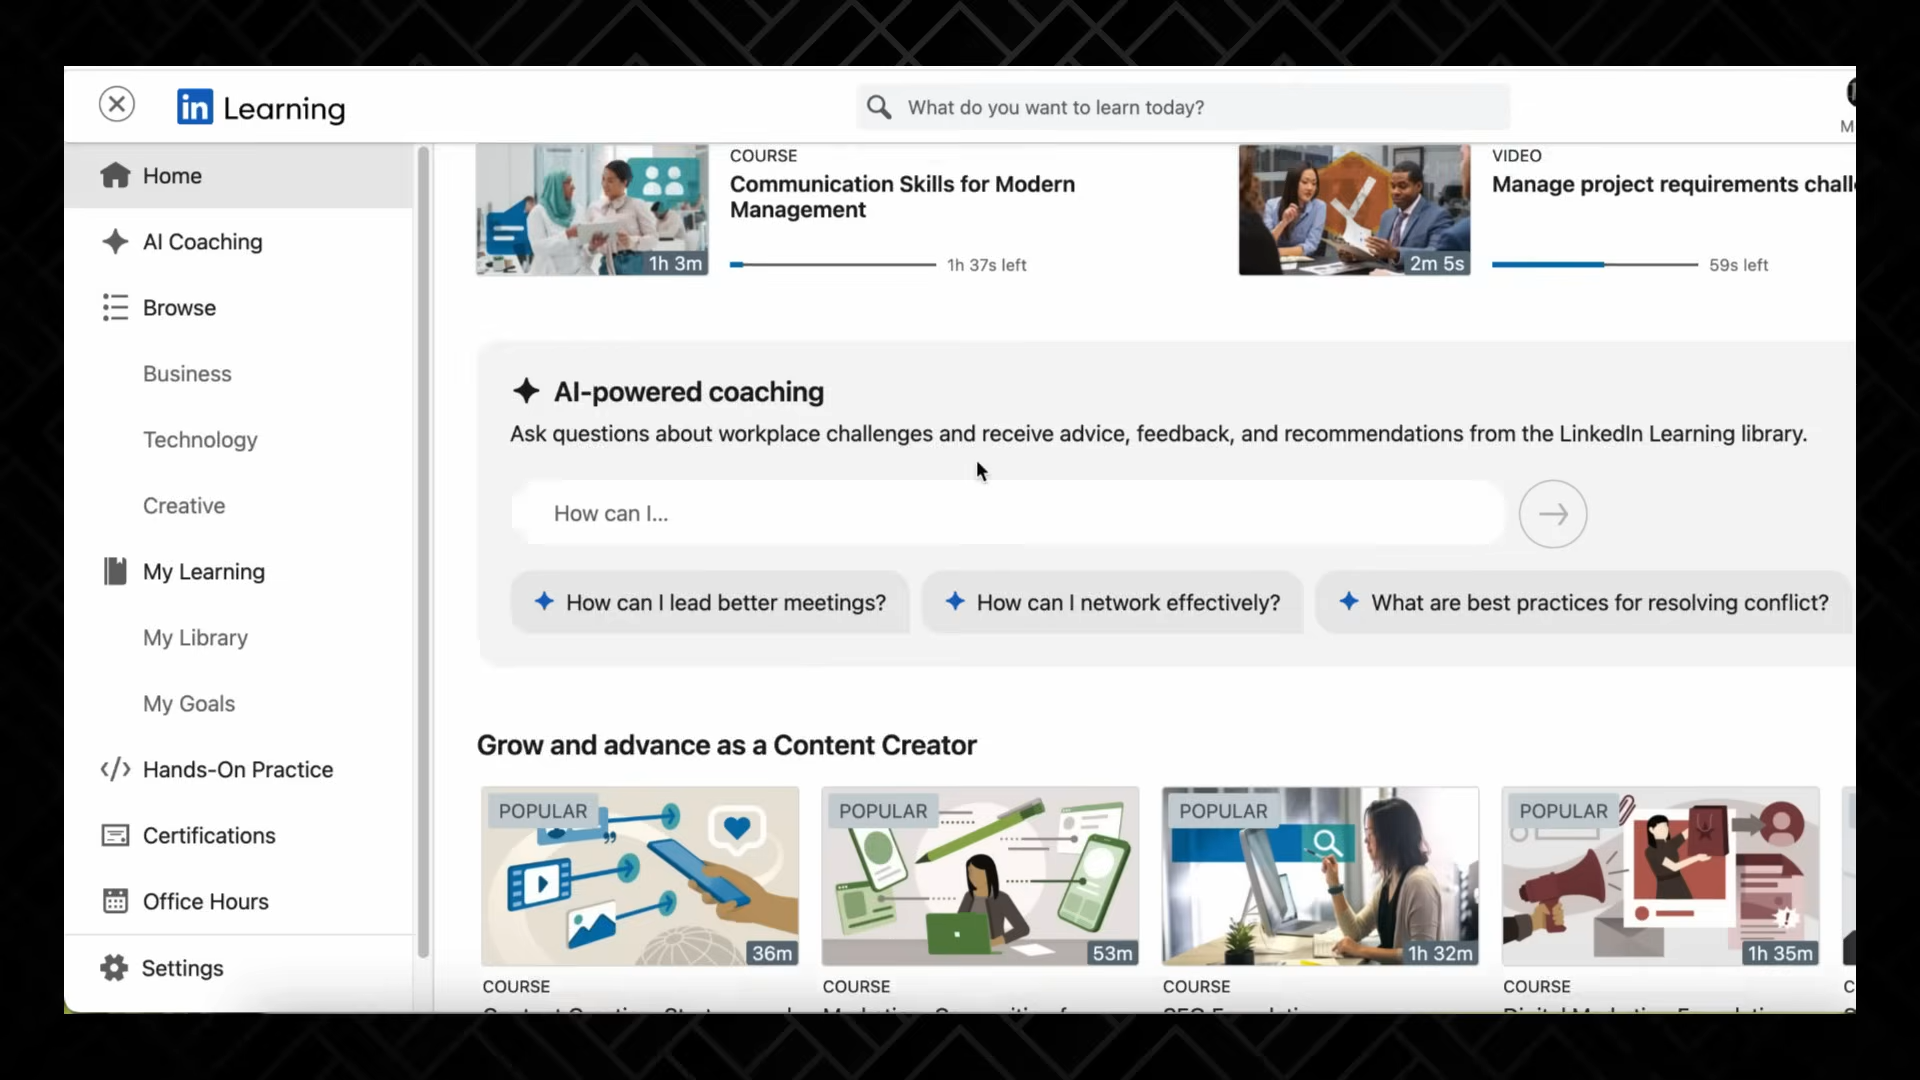 in Learning
What do you want to learn today?
Home
AI Coaching
Browse
Business
Technology
Creative
My Learning
My Library
My Goals
Hands-On Practice
Certifications
Office Hours
Settings
COURSE
Communication Skills for Modern
Management
1h 3m
1h 37s left
VIDEO
Manage project requirements
2m 5s
59s left
AI-powered coaching
Ask questions about workplace challenges and receive advice, feedback, and recommendations from the LinkedIn Learning library.
How can I...
How can I lead better meetings?
How can I network effectively?
What are best practices for resolving conflict?
Grow and advance as a Content Creator
POPULAR
36m
COURSE
POPULAR
53m
COURSE
POPULAR
1h 32m
COURSE
POPULAR
1h 35m
COURSE